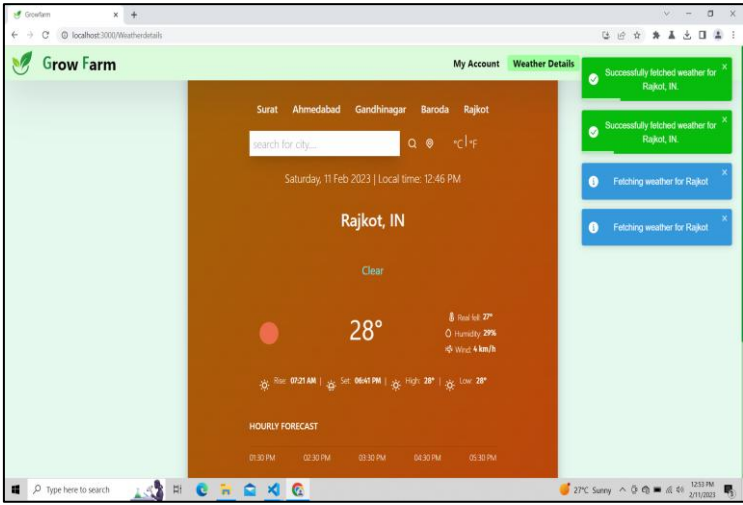 Growfarm
localhost:3000/Weatherdetails
Grow Farm
My Account Weather Details
Successfully fetched weather for
Rajkot, IN.
Successfully fetched weather for
Rajkot, IN.
Fetching weather for Rajkot
Fetching weather for Rajkot
Surat Ahmedabad Gandhinagar Baroda Rajkot
search for city....
°C|°F
Saturday, 11 Feb 2023 | Local time: 12:46 PM
Rajkot, IN
Clear
28°
Real fell: 27°
Humidity: 29%
Wind: 4 km/h
Rise: 07:21 AM | Set: 06:41 PM | High: 28° | Low: 28°
HOURLY FORECAST
01:30 PM 02:30 PM 03:30 PM 04:30 PM 05:30 PM
Type here to search
27°C Sunny
12:53 PM
2/11/2023